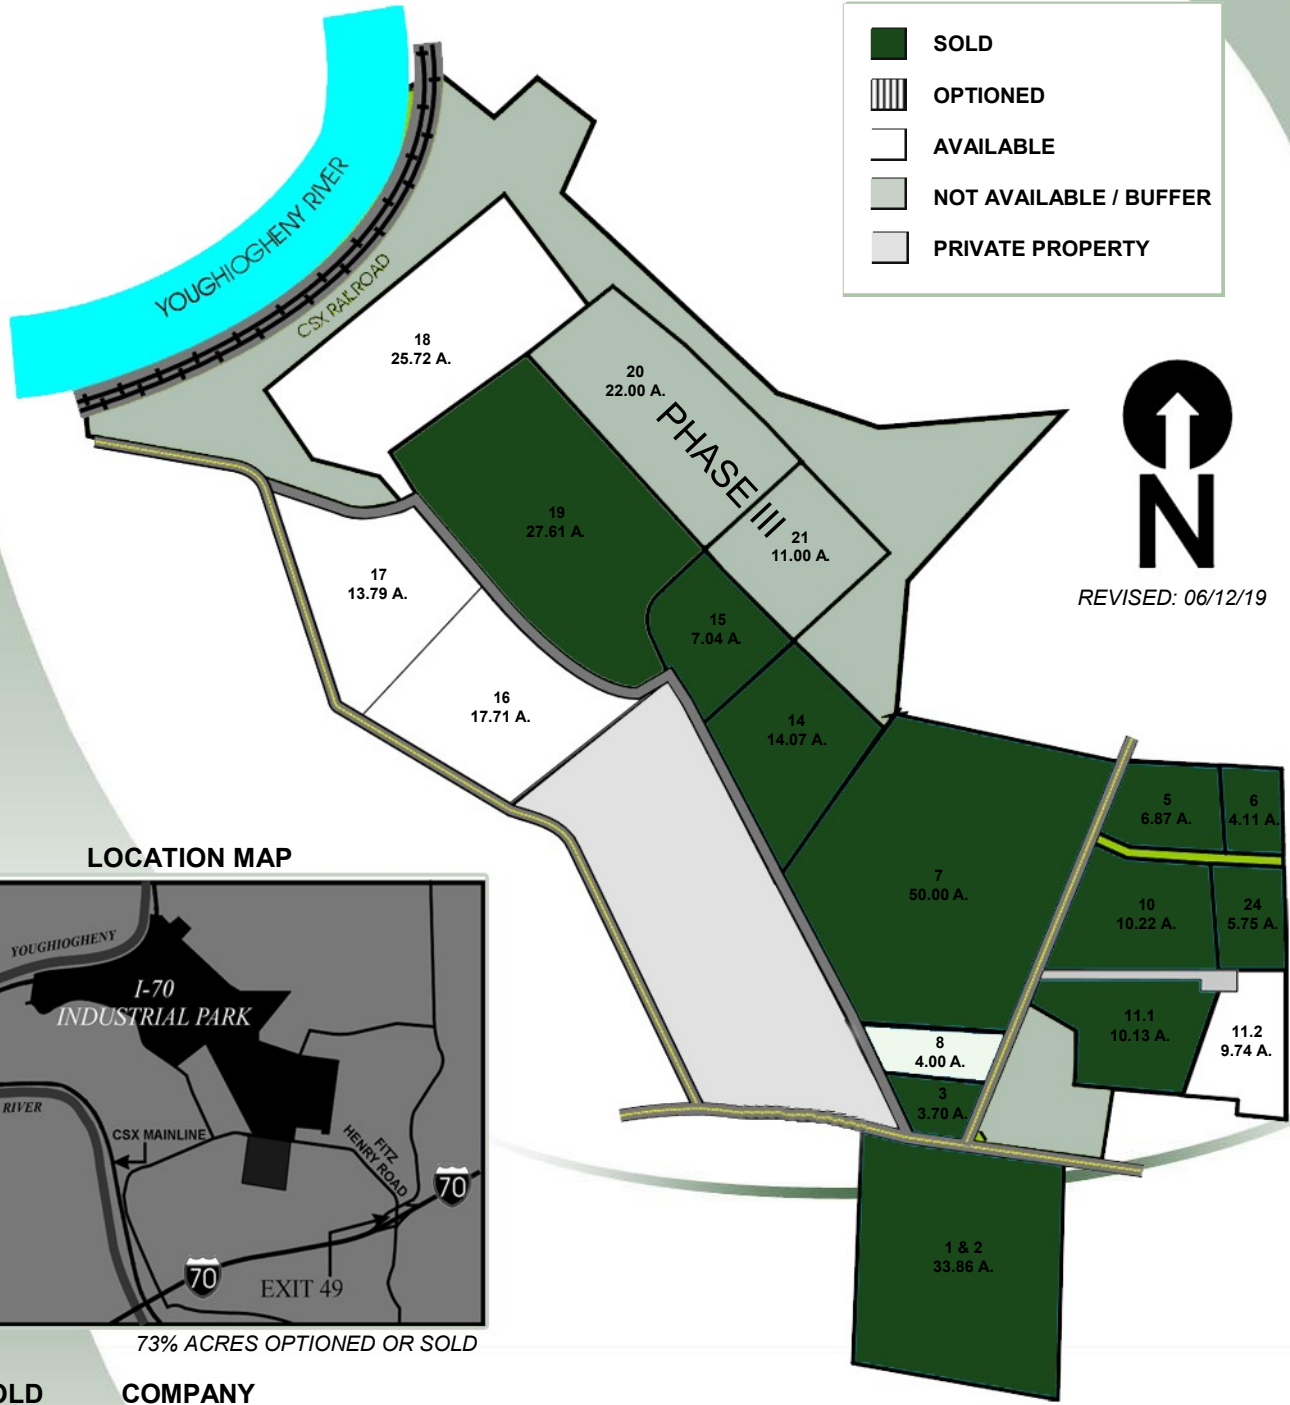 SOLD
OPTIONED
AVAILABLE
NOT AVAILABLE / BUFFER
PRIVATE PROPERTY
YOUGHIOGHENY RIVER
CSX RAILROAD
18
25.72 A.
20
22.00 A.
PHASE III
19
27.61 A.
21
11.00 A.
N
REVISED: 06/12/19
17
13.79 A.
15
7.04 A.
16
17.71 A.
14
14.07 A.
5
6.87 A.
6
4.11 A.
7
50.00 A.
10
10.22 A.
24
5.75 A.
11.1
10.13 A.
11.2
9.74 A.
8
4.00 A.
3
3.70 A.
1 & 2
33.86 A.
LOCATION MAP
YOUGHIOGHENY
I-70
INDUSTRIAL PARK
RIVER
CSX MAINLINE
FITZ
HENRY ROAD
70
70
EXIT 49
73% ACRES OPTIONED OR SOLD
OLD COMPANY